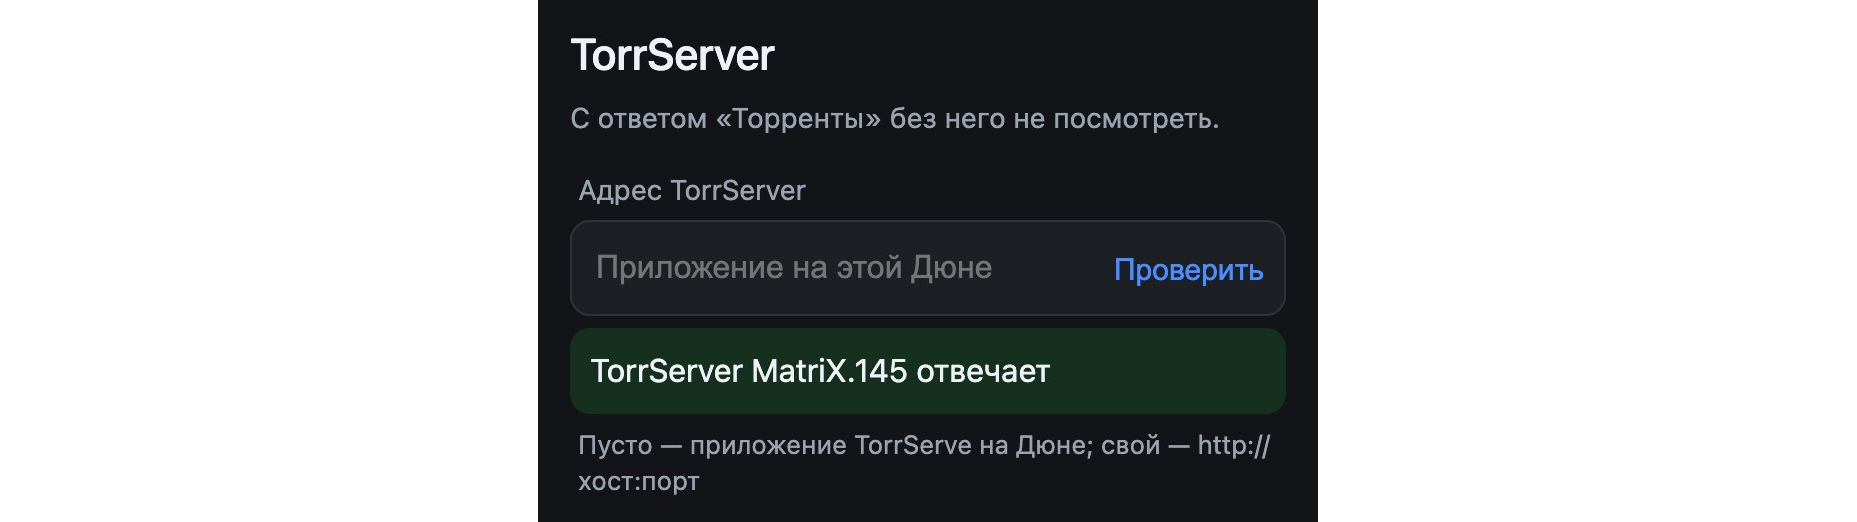 TorrServer
С ответом «Торренты» без него не посмотреть.
Адрес TorrServer
Приложение на этой Дюне
Проверить
TorrServer MatriX.145 отвечает
Пусто — приложение TorrServe на Дюне; свой — http://
хост:порт